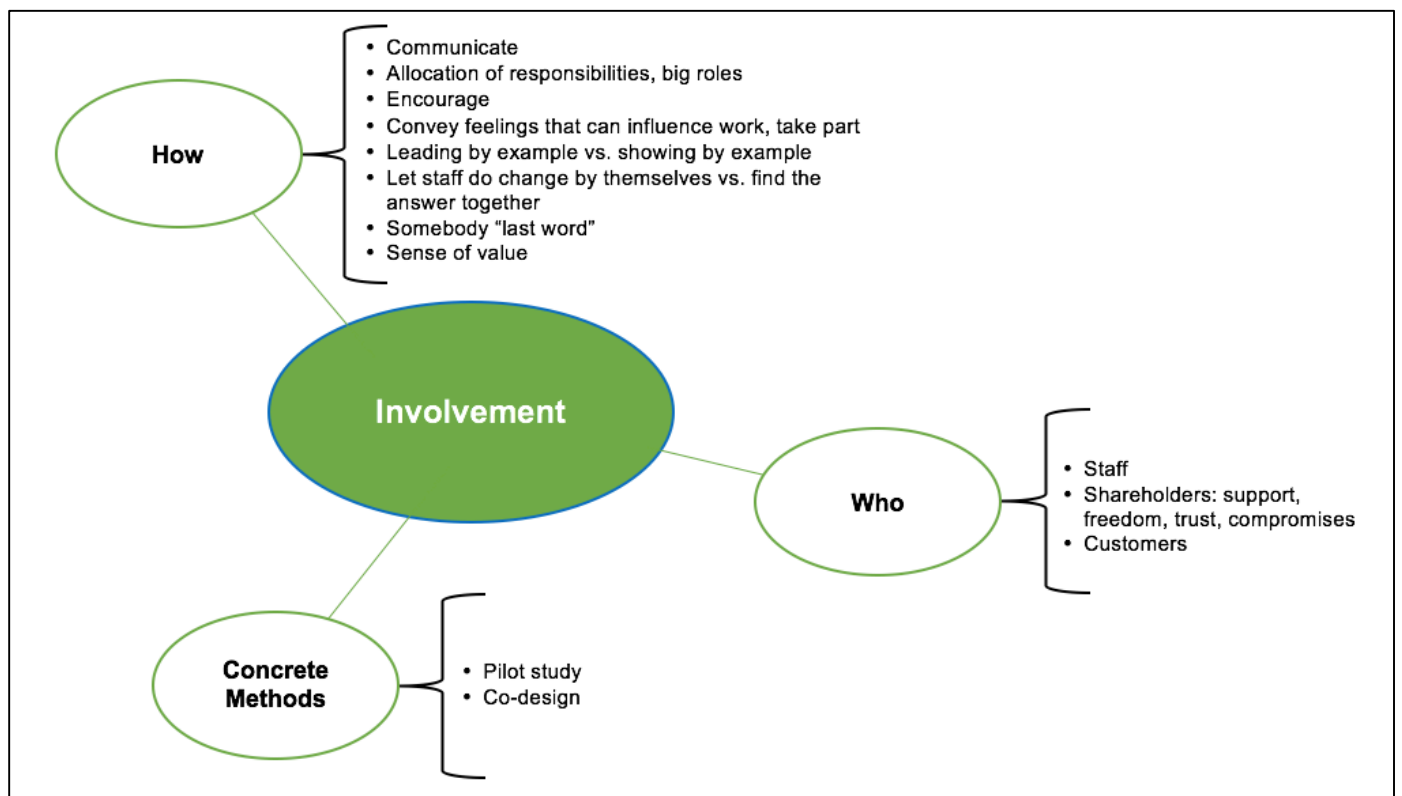 How
• Communicate
• Allocation of responsibilities, big roles
• Encourage
• Convey feelings that can influence work, take part
• Leading by example vs. showing by example
• Let staff do change by themselves vs. find the
answer together
• Somebody “last word”
• Sense of value
Involvement
Who
• Staff
• Shareholders: support,
freedom, trust, compromises
• Customers
Concrete
Methods
• Pilot study
• Co-design